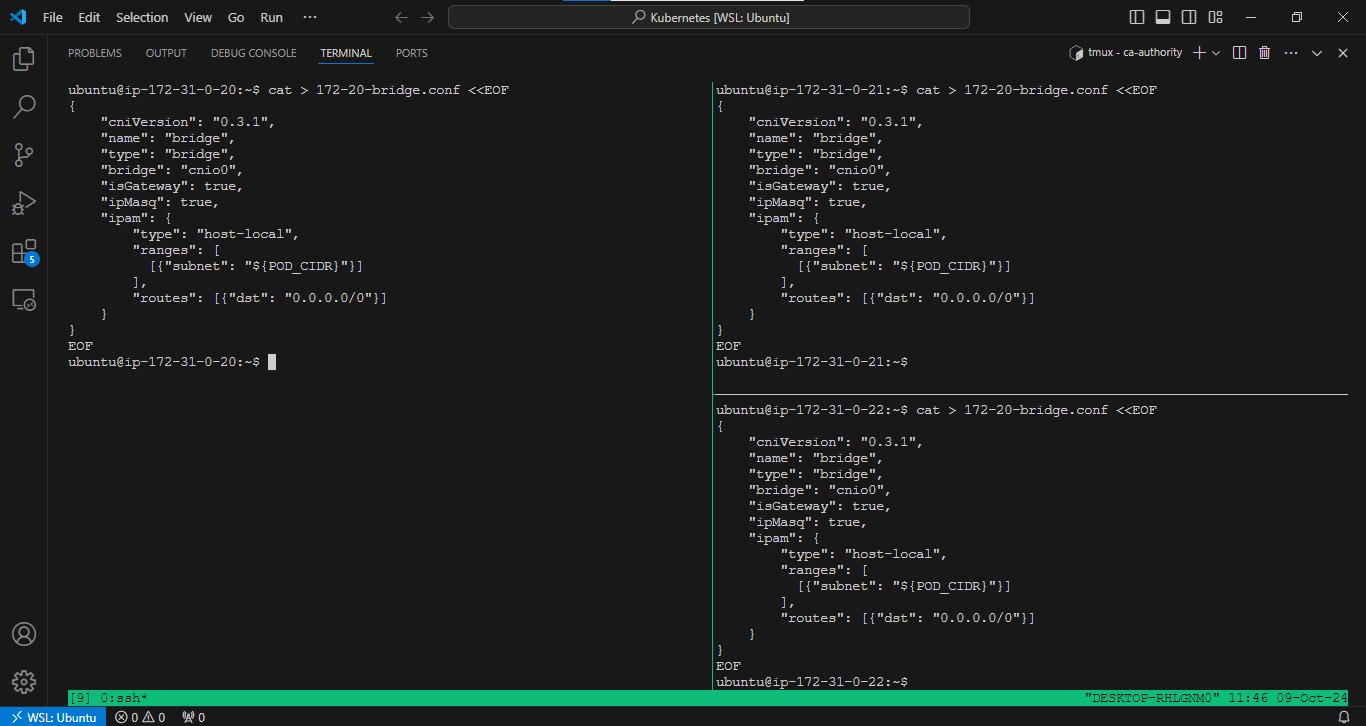 File Edit Selection View Go Run ··· Kubernetes [WSL: Ubuntu]
PROBLEMS OUTPUT DEBUG CONSOLE TERMINAL PORTS tmux - ca-authority
ubuntu@ip-172-31-0-20:~$ cat > 172-20-bridge.conf <<EOF
{
    "cniVersion": "0.3.1",
    "name": "bridge",
    "type": "bridge",
    "bridge": "cnio0",
    "isGateway": true,
    "ipMasq": true,
    "ipam": {
        "type": "host-local",
        "ranges": [
          [{"subnet": "${POD_CIDR}"}]
        ],
        "routes": [{"dst": "0.0.0.0/0"}]
    }
}
EOF
ubuntu@ip-172-31-0-20:~$
ubuntu@ip-172-31-0-21:~$ cat > 172-20-bridge.conf <<EOF
{
    "cniVersion": "0.3.1",
    "name": "bridge",
    "type": "bridge",
    "bridge": "cnio0",
    "isGateway": true,
    "ipMasq": true,
    "ipam": {
        "type": "host-local",
        "ranges": [
          [{"subnet": "${POD_CIDR}"}]
        ],
        "routes": [{"dst": "0.0.0.0/0"}]
    }
}
EOF
ubuntu@ip-172-31-0-21:~$
ubuntu@ip-172-31-0-22:~$ cat > 172-20-bridge.conf <<EOF
{
    "cniVersion": "0.3.1",
    "name": "bridge",
    "type": "bridge",
    "bridge": "cnio0",
    "isGateway": true,
    "ipMasq": true,
    "ipam": {
        "type": "host-local",
        "ranges": [
          [{"subnet": "${POD_CIDR}"}]
        ],
        "routes": [{"dst": "0.0.0.0/0"}]
    }
}
EOF
ubuntu@ip-172-31-0-22:~$
5
[9] 0:ssh* "DESKTOP-RHLGNM0" 11:46 09-Oct-24
WSL: Ubuntu 0 0 0